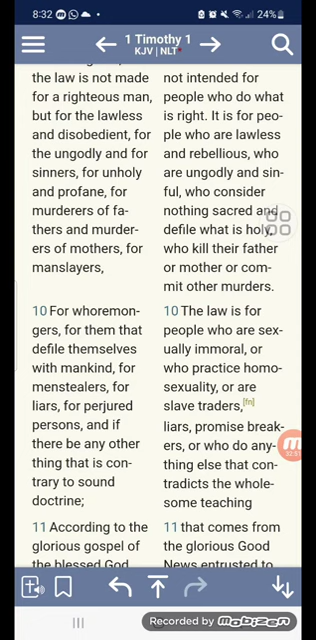 8:32
24%
1 Timothy 1
KJV | NLT
the law is not made
for a righteous man,
but for the lawless
and disobedient, for
the ungodly and for
sinners, for unholy
and profane, for
murderers of fa-
thers and murder-
ers of mothers, for
manslayers,
10 For whoremon-
gers, for them that
defile themselves
with mankind, for
menstealers, for
liars, for perjured
persons, and if
there be any other
thing that is con-
trary to sound
doctrine;
11 According to the
glorious gospel of
the blessed God
not intended for
people who do what
is right. It is for peo-
ple who are lawless
and rebellious, who
are ungodly and sin-
ful, who consider
nothing sacred and
defile what is holy,
who kill their father
or mother or com-
mit other murders.
10 The law is for
people who are sex-
ually immoral, or
who practice homo-
sexuality, or are
slave traders,[fn]
liars, promise break-
ers, or who do any-
thing else that con-
tradicts the whole-
some teaching
11 that comes from
the glorious Good
News entrusted to
Recorded by Mobizen